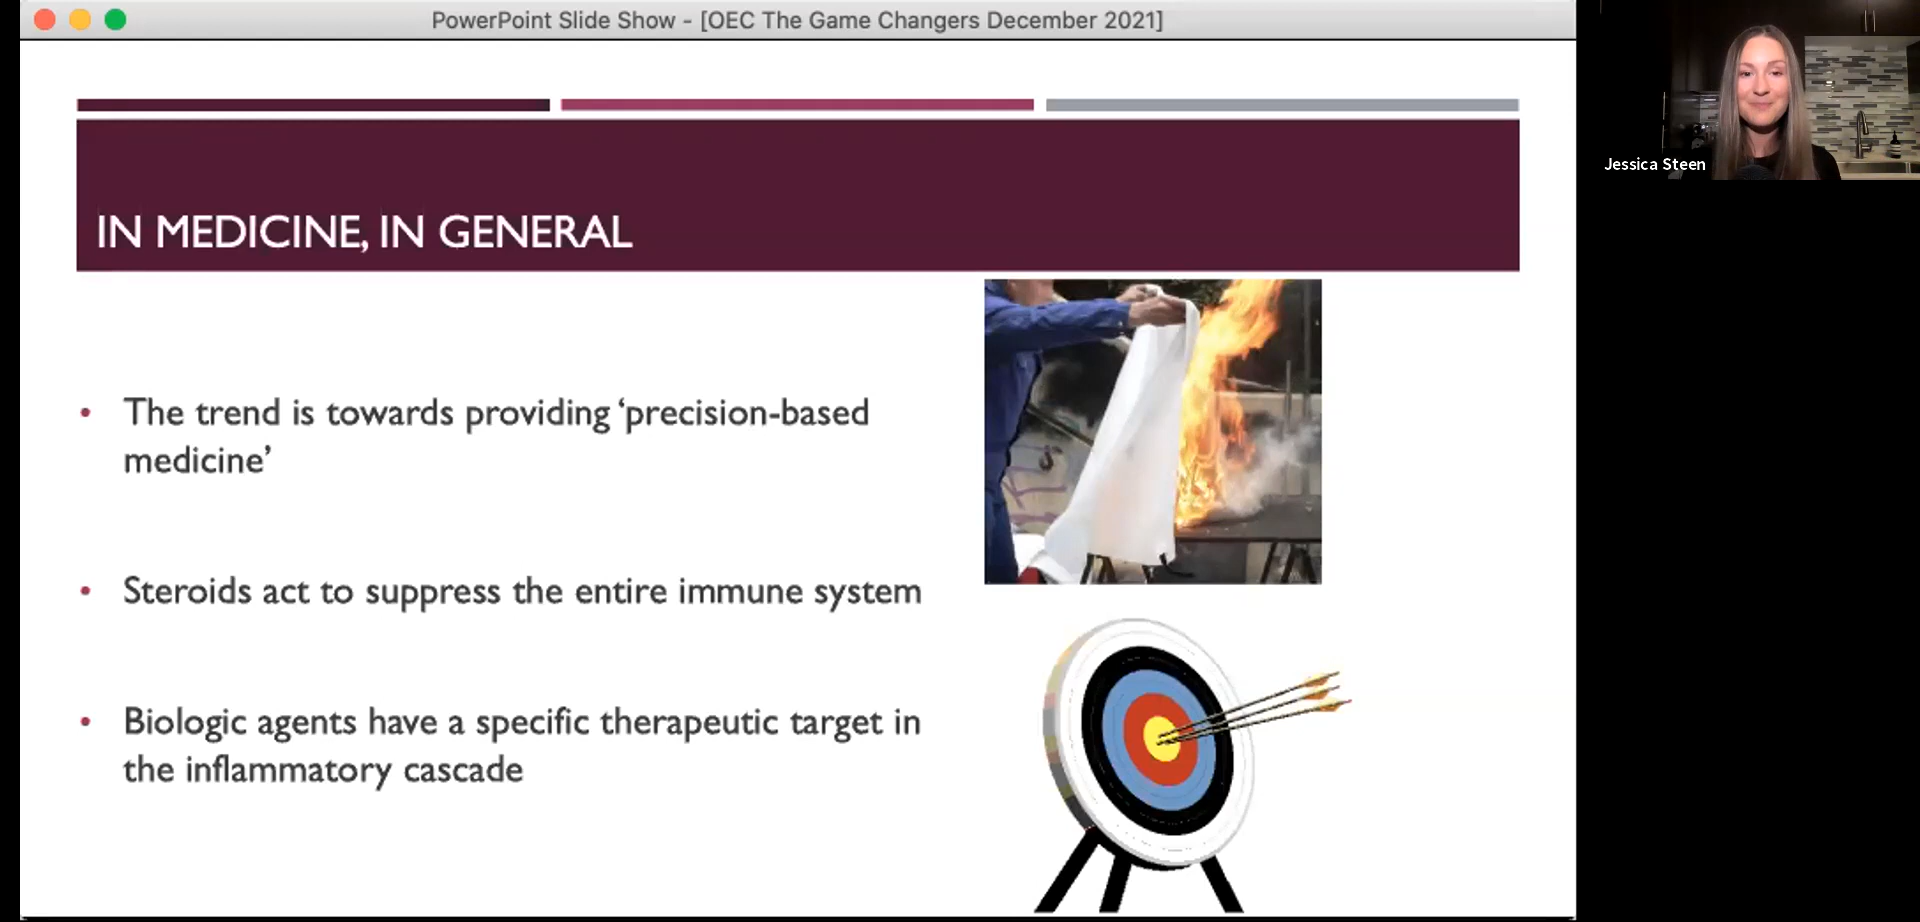 PowerPoint Slide Show - [OEC The Game Changers December 2021]
Jessica Steen
IN MEDICINE, IN GENERAL
• The trend is towards providing ‘precision-based
medicine’
• Steroids act to suppress the entire immune system
• Biologic agents have a specific therapeutic target in
the inflammatory cascade